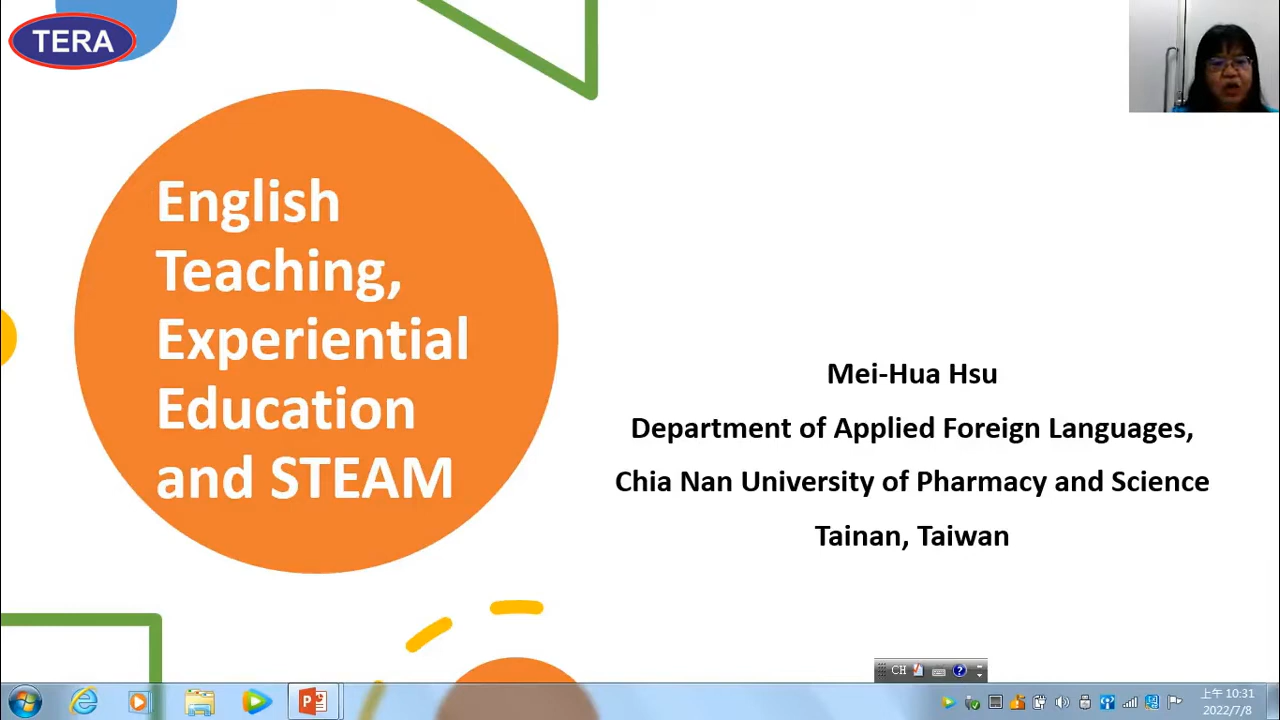 TERA
English
Teaching,
Experiential
Education
and STEAM
Mei-Hua Hsu
Department of Applied Foreign Languages,
Chia Nan University of Pharmacy and Science
Tainan, Taiwan
CH
上午 10:31
2022/7/8